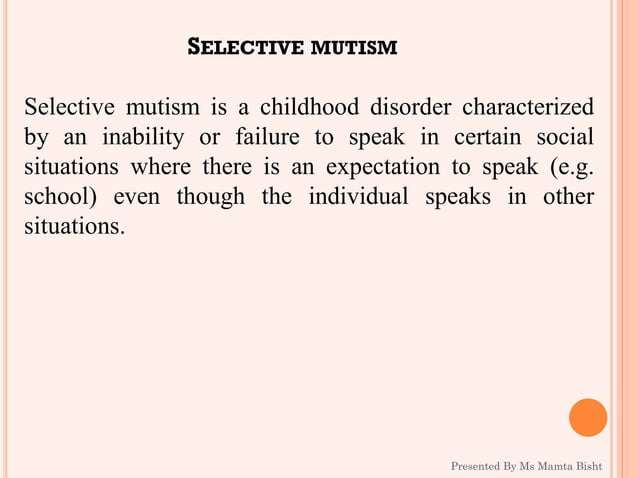 SELECTIVE MUTISM
Selective mutism is a childhood disorder characterized
by an inability or failure to speak in certain social
situations where there is an expectation to speak (e.g.
school) even though the individual speaks in other
situations.
Presented By Ms Mamta Bisht